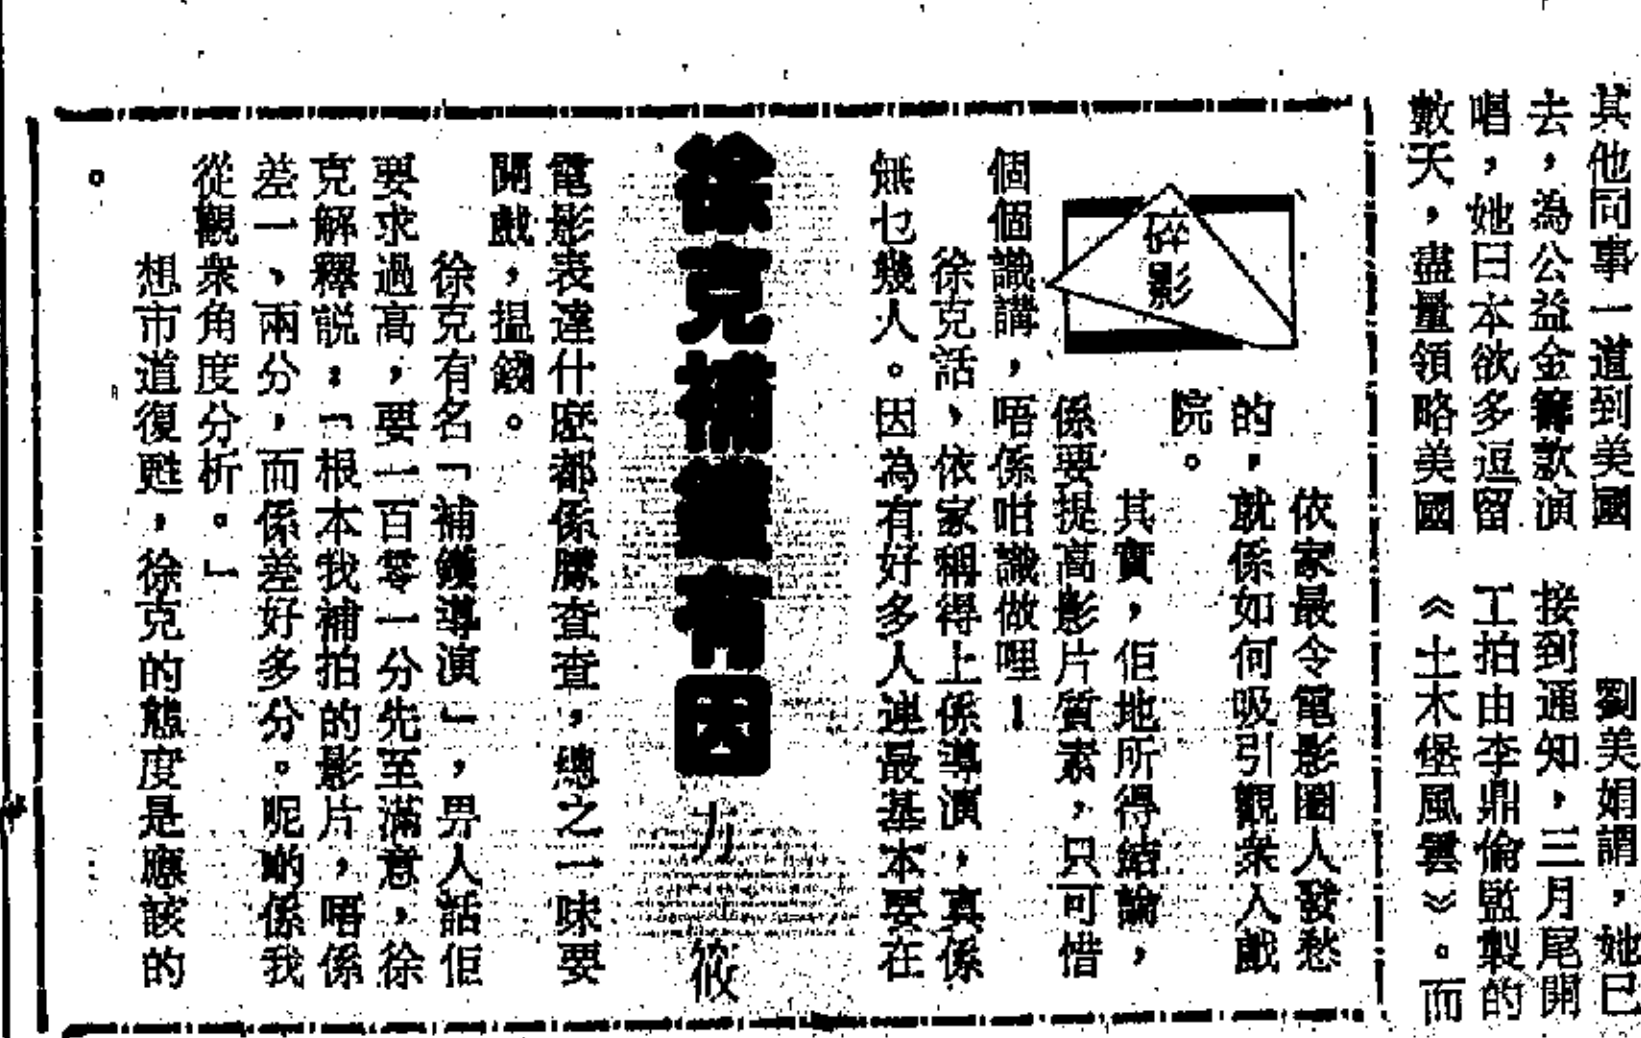 其他同事一道到美國
去，為公益金籌款演
唱，她曰本欲多逗留
數天，盡量領略美國
劉美娟謂，她已
接到通知，三月尾開
工拍由李鼎倫監製的
《土木堡風雲》。而
碎影
依家最令電影圈人發愁
的，就係如何吸引觀衆入戲
院。
其實，佢地所得結論，
係要提高影片質素，只可惜
個個識講，唔係咁識做哩！
徐克話，依家稱得上係導演，真係
無乜幾人。因為有好多人連最基本要在
徐克補鑊有因
力 筱
電影表達什麼都係朦查查，總之一味要
開戲，搵錢。
徐克有名「補鑊導演」，畀人話佢
要求過高，要一百零一分先至滿意，徐
克解釋説：「根本我補拍的影片，唔係
差一、兩分，而係差好多分。呢啲係我
從觀衆角度分析。」
想市道復甦，徐克的態度是應該的
。